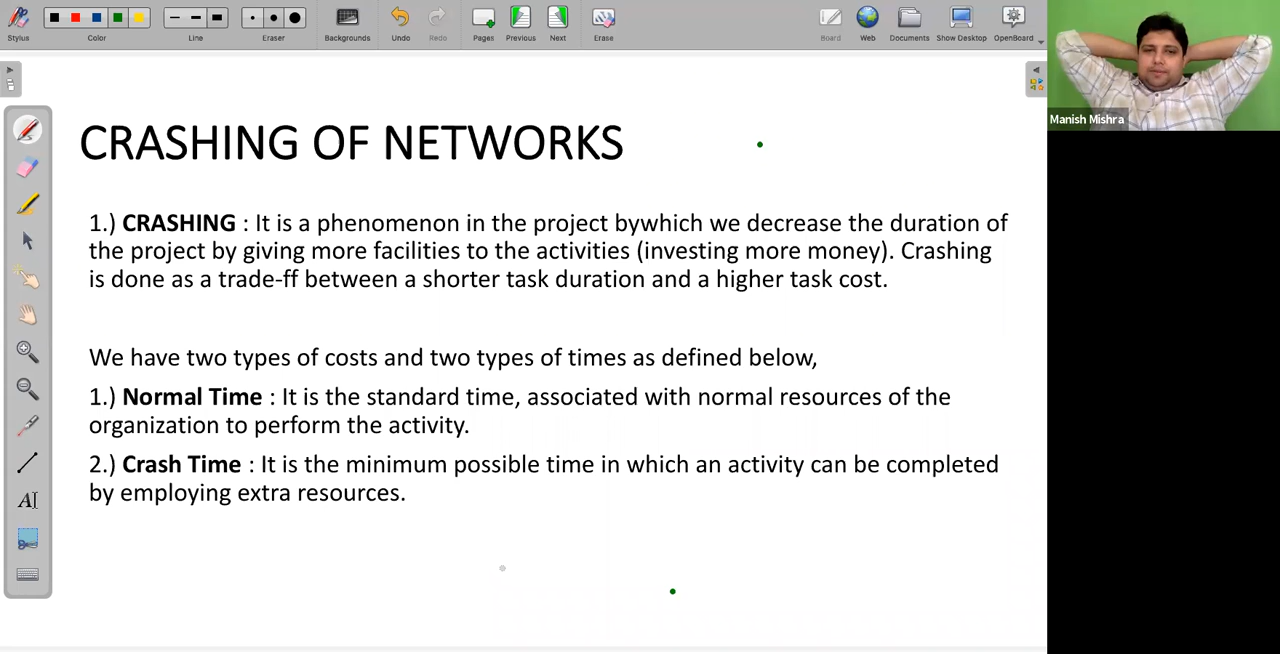 Stylus
Color
Line
Eraser
Backgrounds
Undo
Redo
Pages
Previous
Next
Erase
Board
Web
Documents
Show Desktop
OpenBoard
Manish Mishra
CRASHING OF NETWORKS
1.) CRASHING : It is a phenomenon in the project bywhich we decrease the duration of
the project by giving more facilities to the activities (investing more money). Crashing
is done as a trade-ff between a shorter task duration and a higher task cost.
We have two types of costs and two types of times as defined below,
1.) Normal Time : It is the standard time, associated with normal resources of the
organization to perform the activity.
2.) Crash Time : It is the minimum possible time in which an activity can be completed
by employing extra resources.
AI